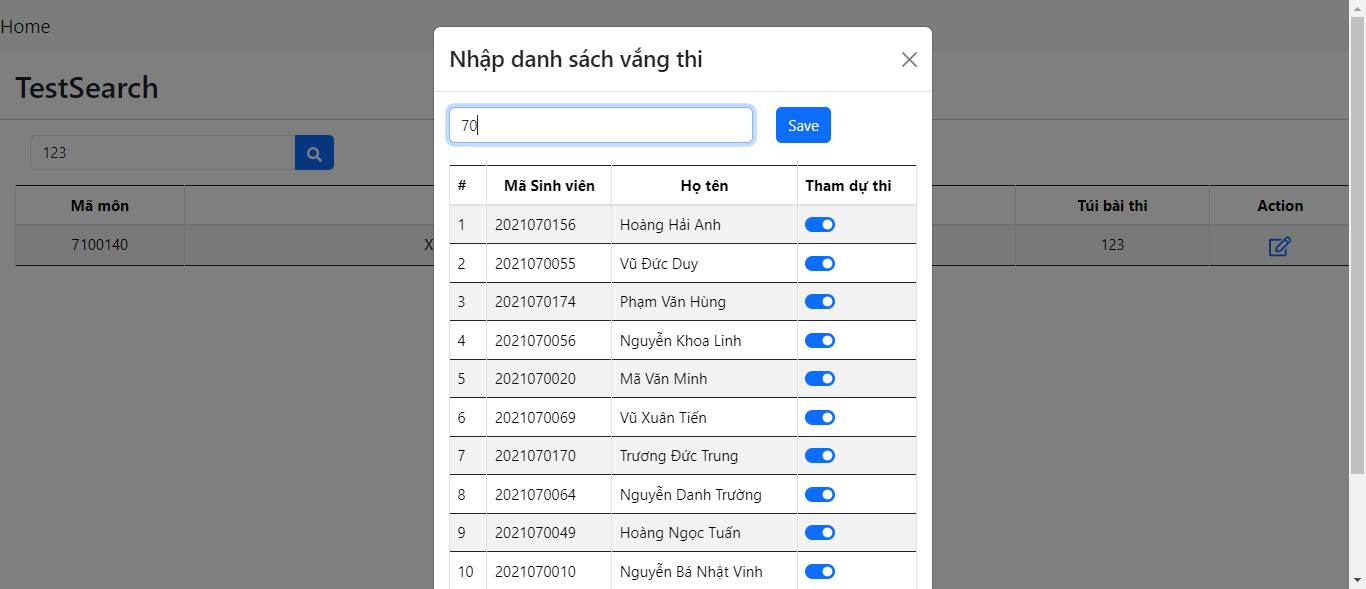 Home
TestSearch
123
Mã môn Túi bài thi Action
7100140 X 123
Nhập danh sách vắng thi
70
Save
# Mã Sinh viên Họ tên Tham dự thi
1 2021070156 Hoàng Hải Anh
2 2021070055 Vũ Đức Duy
3 2021070174 Phạm Văn Hùng
4 2021070056 Nguyễn Khoa Linh
5 2021070020 Mã Văn Minh
6 2021070069 Vũ Xuân Tiến
7 2021070170 Trương Đức Trung
8 2021070064 Nguyễn Danh Trường
9 2021070049 Hoàng Ngọc Tuấn
10 2021070010 Nguyễn Bá Nhật Vinh